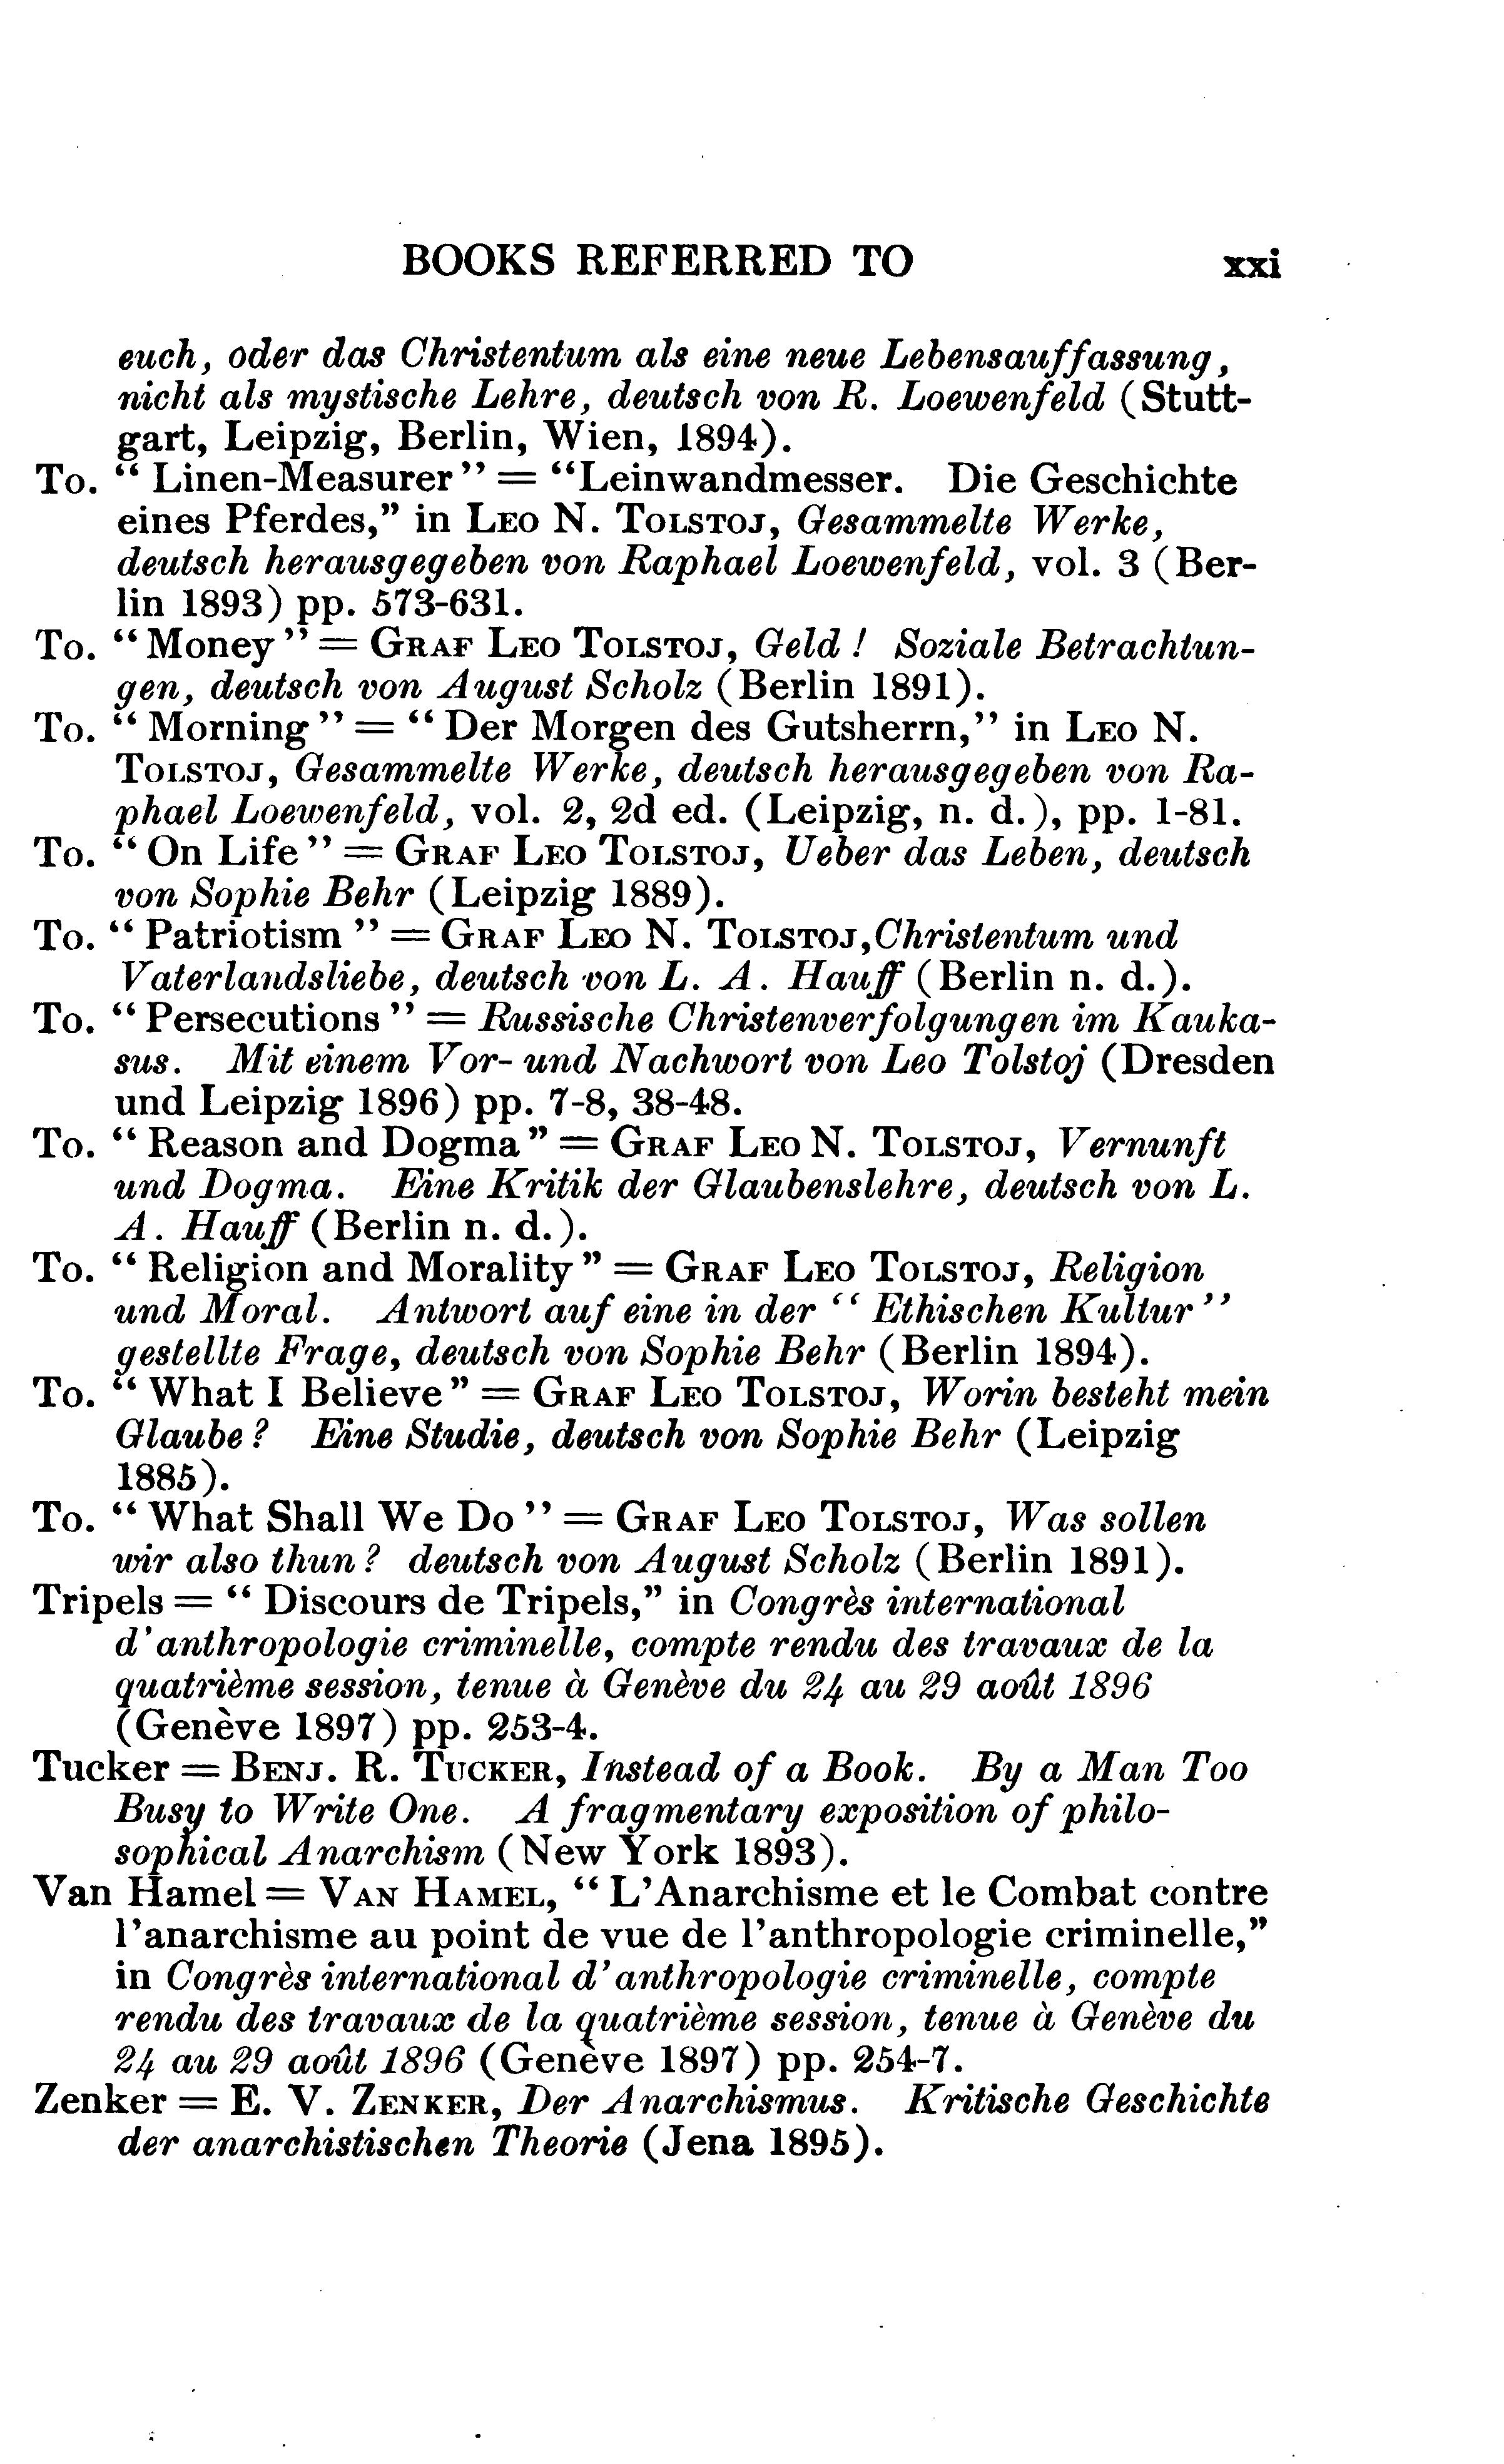 BOOKS REFERRED TO xxi
euch, oder das Christentum als eine neue Lebensauffassung,
nicht als mystische Lehre, deutsch von R. Loewenfeld (Stutt-
gart, Leipzig, Berlin, Wien, 1894).
To. “Linen-Measurer” = “Leinwandmesser. Die Geschichte
eines Pferdes,” in LEO N. TOLSTOJ, Gesammelte Werke,
deutsch herausgegeben von Raphael Loewenfeld, vol. 3 (Ber-
lin 1893) pp. 573-631.
To. “Money” = GRAF LEO TOLSTOJ, Geld! Soziale Betrachtun-
gen, deutsch von August Scholz (Berlin 1891).
To. “Morning” = “Der Morgen des Gutsherrn,” in LEO N.
TOLSTOJ, Gesammelte Werke, deutsch herausgegeben von Ra-
phael Loewenfeld, vol. 2, 2d ed. (Leipzig, n. d.), pp. 1-81.
To. “On Life” = GRAF LEO TOLSTOJ, Ueber das Leben, deutsch
von Sophie Behr (Leipzig 1889).
To. “Patriotism” = GRAF LEO N. TOLSTOJ, Christentum und
Vaterlandsliebe, deutsch von L. A. Hauff (Berlin n. d.).
To. “Persecutions” = Russische Christenverfolgungen im Kauka-
sus. Mit einem Vor- und Nachwort von Leo Tolstoj (Dresden
und Leipzig 1896) pp. 7-8, 38-48.
To. “Reason and Dogma” = GRAF LEO N. TOLSTOJ, Vernunft
und Dogma. Eine Kritik der Glaubenslehre, deutsch von L.
A. Hauff (Berlin n. d.).
To. “Religion and Morality” = GRAF LEO TOLSTOJ, Religion
und Moral. Antwort auf eine in der “Ethischen Kultur”
gestellte Frage, deutsch von Sophie Behr (Berlin 1894).
To. “What I Believe” = GRAF LEO TOLSTOJ, Worin besteht mein
Glaube? Eine Studie, deutsch von Sophie Behr (Leipzig
1885).
To. “What Shall We Do” = GRAF LEO TOLSTOJ, Was sollen
wir also thun? deutsch von August Scholz (Berlin 1891).
Tripels = “Discours de Tripels,” in Congrès international
d'anthropologie criminelle, compte rendu des travaux de la
quatrième session, tenue à Genève du 24 au 29 août 1896
(Genève 1897) pp. 253-4.
Tucker = BENJ. R. TUCKER, Instead of a Book. By a Man Too
Busy to Write One. A fragmentary exposition of philo-
sophical Anarchism (New York 1893).
Van Hamel = VAN HAMEL, “L'Anarchisme et le Combat contre
l'anarchisme au point de vue de l'anthropologie criminelle,”
in Congrès international d'anthropologie criminelle, compte
rendu des travaux de la quatrième session, tenue à Genève du
24 au 29 août 1896 (Genève 1897) pp. 254-7.
Zenker = E. V. ZENKER, Der Anarchismus. Kritische Geschichte
der anarchistischen Theorie (Jena 1895).